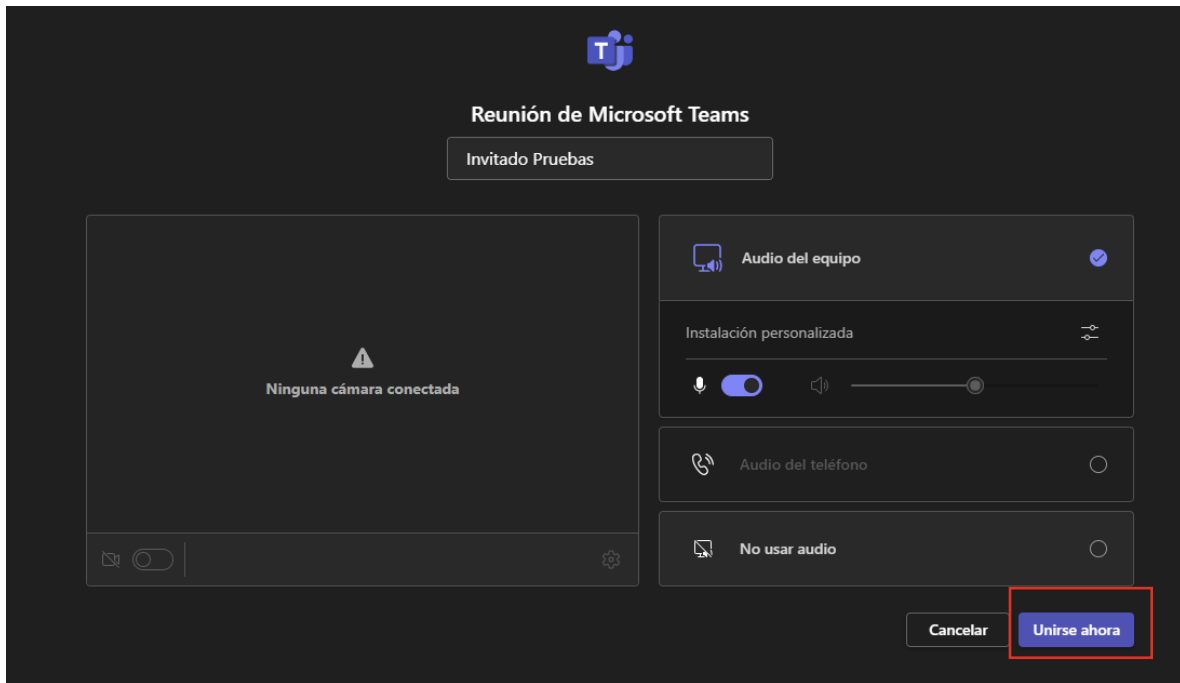 Reunión de Microsoft Teams
Invitado Pruebas
Ninguna cámara conectada
Audio del equipo
Instalación personalizada
Audio del teléfono
No usar audio
Cancelar
Unirse ahora